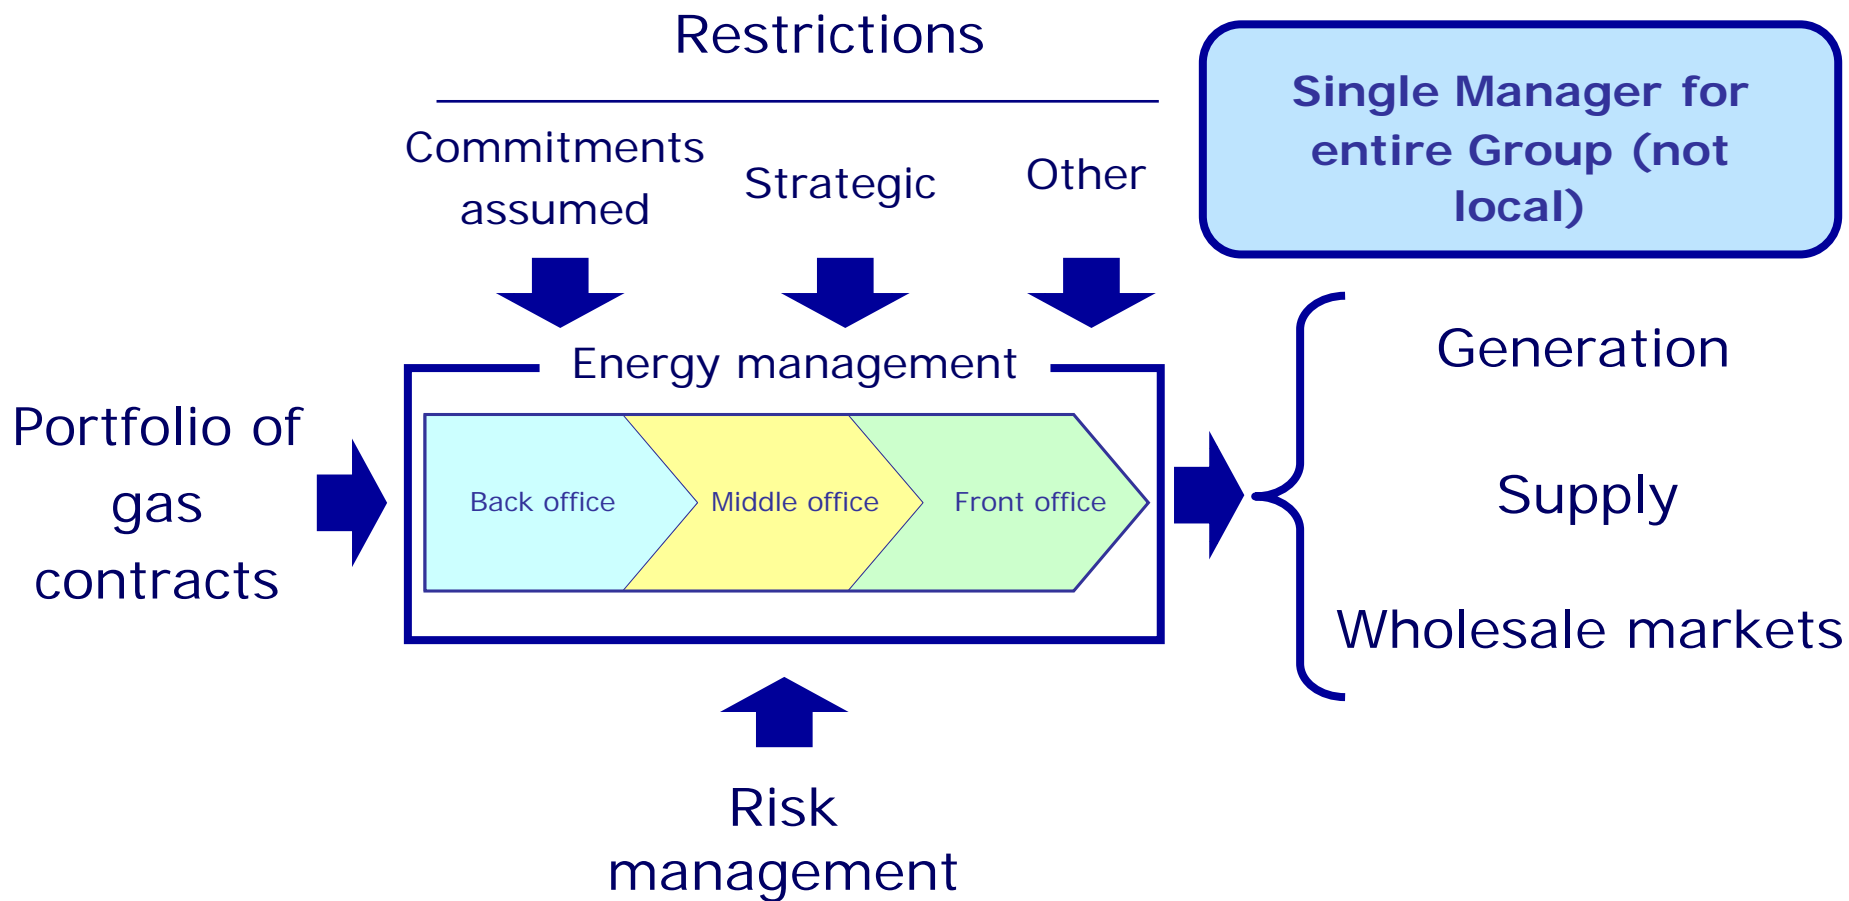 Restrictions
Single Manager for
entire Group (not
local)
Commitments
assumed
Strategic
Other
Energy management
Portfolio of
gas
contracts
Back office
Middle office
Front office
Generation
Supply
Wholesale markets
Risk
management